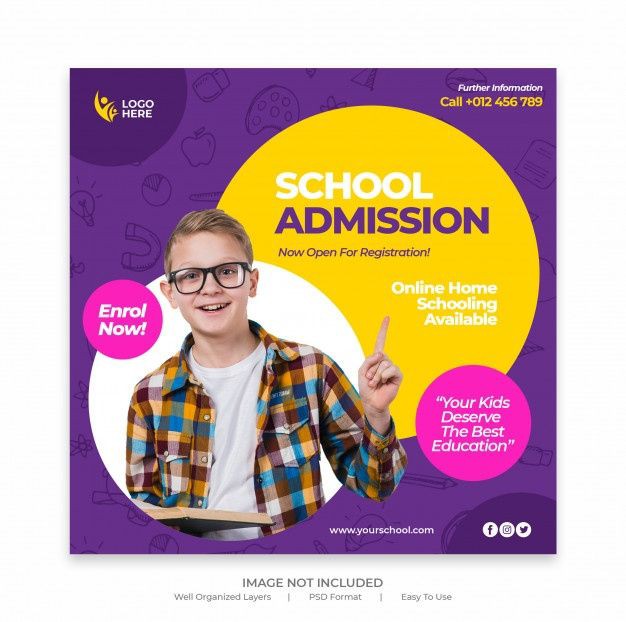 LOGO
HERE
Further Information
Call +012 456 789
SCHOOL
ADMISSION
Now Open For Registration!
Online Home
Schooling
Available
Enrol
Now!
“Your Kids
Deserve
The Best
Education”
www.yourschool.com
IMAGE NOT INCLUDED
Well Organized Layers | PSD Format | Easy To Use